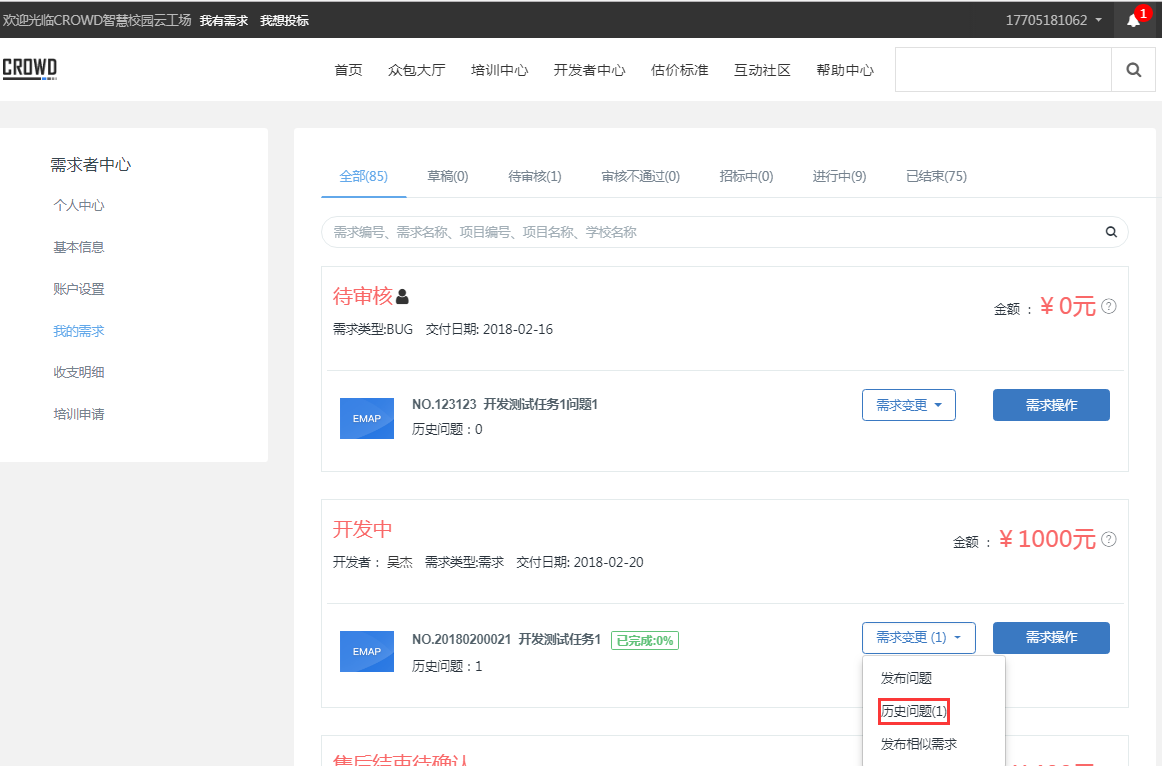 欢迎光临CROWD智慧校园云工场 我有需求 我想投标 17705181062 1
CROWD 首页 众包大厅 培训中心 开发者中心 估价标准 互动社区 帮助中心
需求者中心
个人中心
基本信息
账户设置
我的需求
收支明细
培训申请
全部(85) 草稿(0) 待审核(1) 审核不通过(0) 招标中(0) 进行中(9) 已结束(75)
需求编号、需求名称、项目编号、项目名称、学校名称
待审核 金额 ： ¥ 0元 ?
需求类型:BUG 交付日期: 2018-02-16
EMAP NO.123123 开发测试任务1问题1 需求变更 需求操作
历史问题：0
开发中 金额 ： ¥ 1000元 ?
开发者： 吴杰 需求类型:需求 交付日期: 2018-02-20
EMAP NO.20180200021 开发测试任务1 已完成:0% 需求变更 (1) 需求操作
历史问题：1
发布问题
历史问题(1)
发布相似需求
售后结束待确认